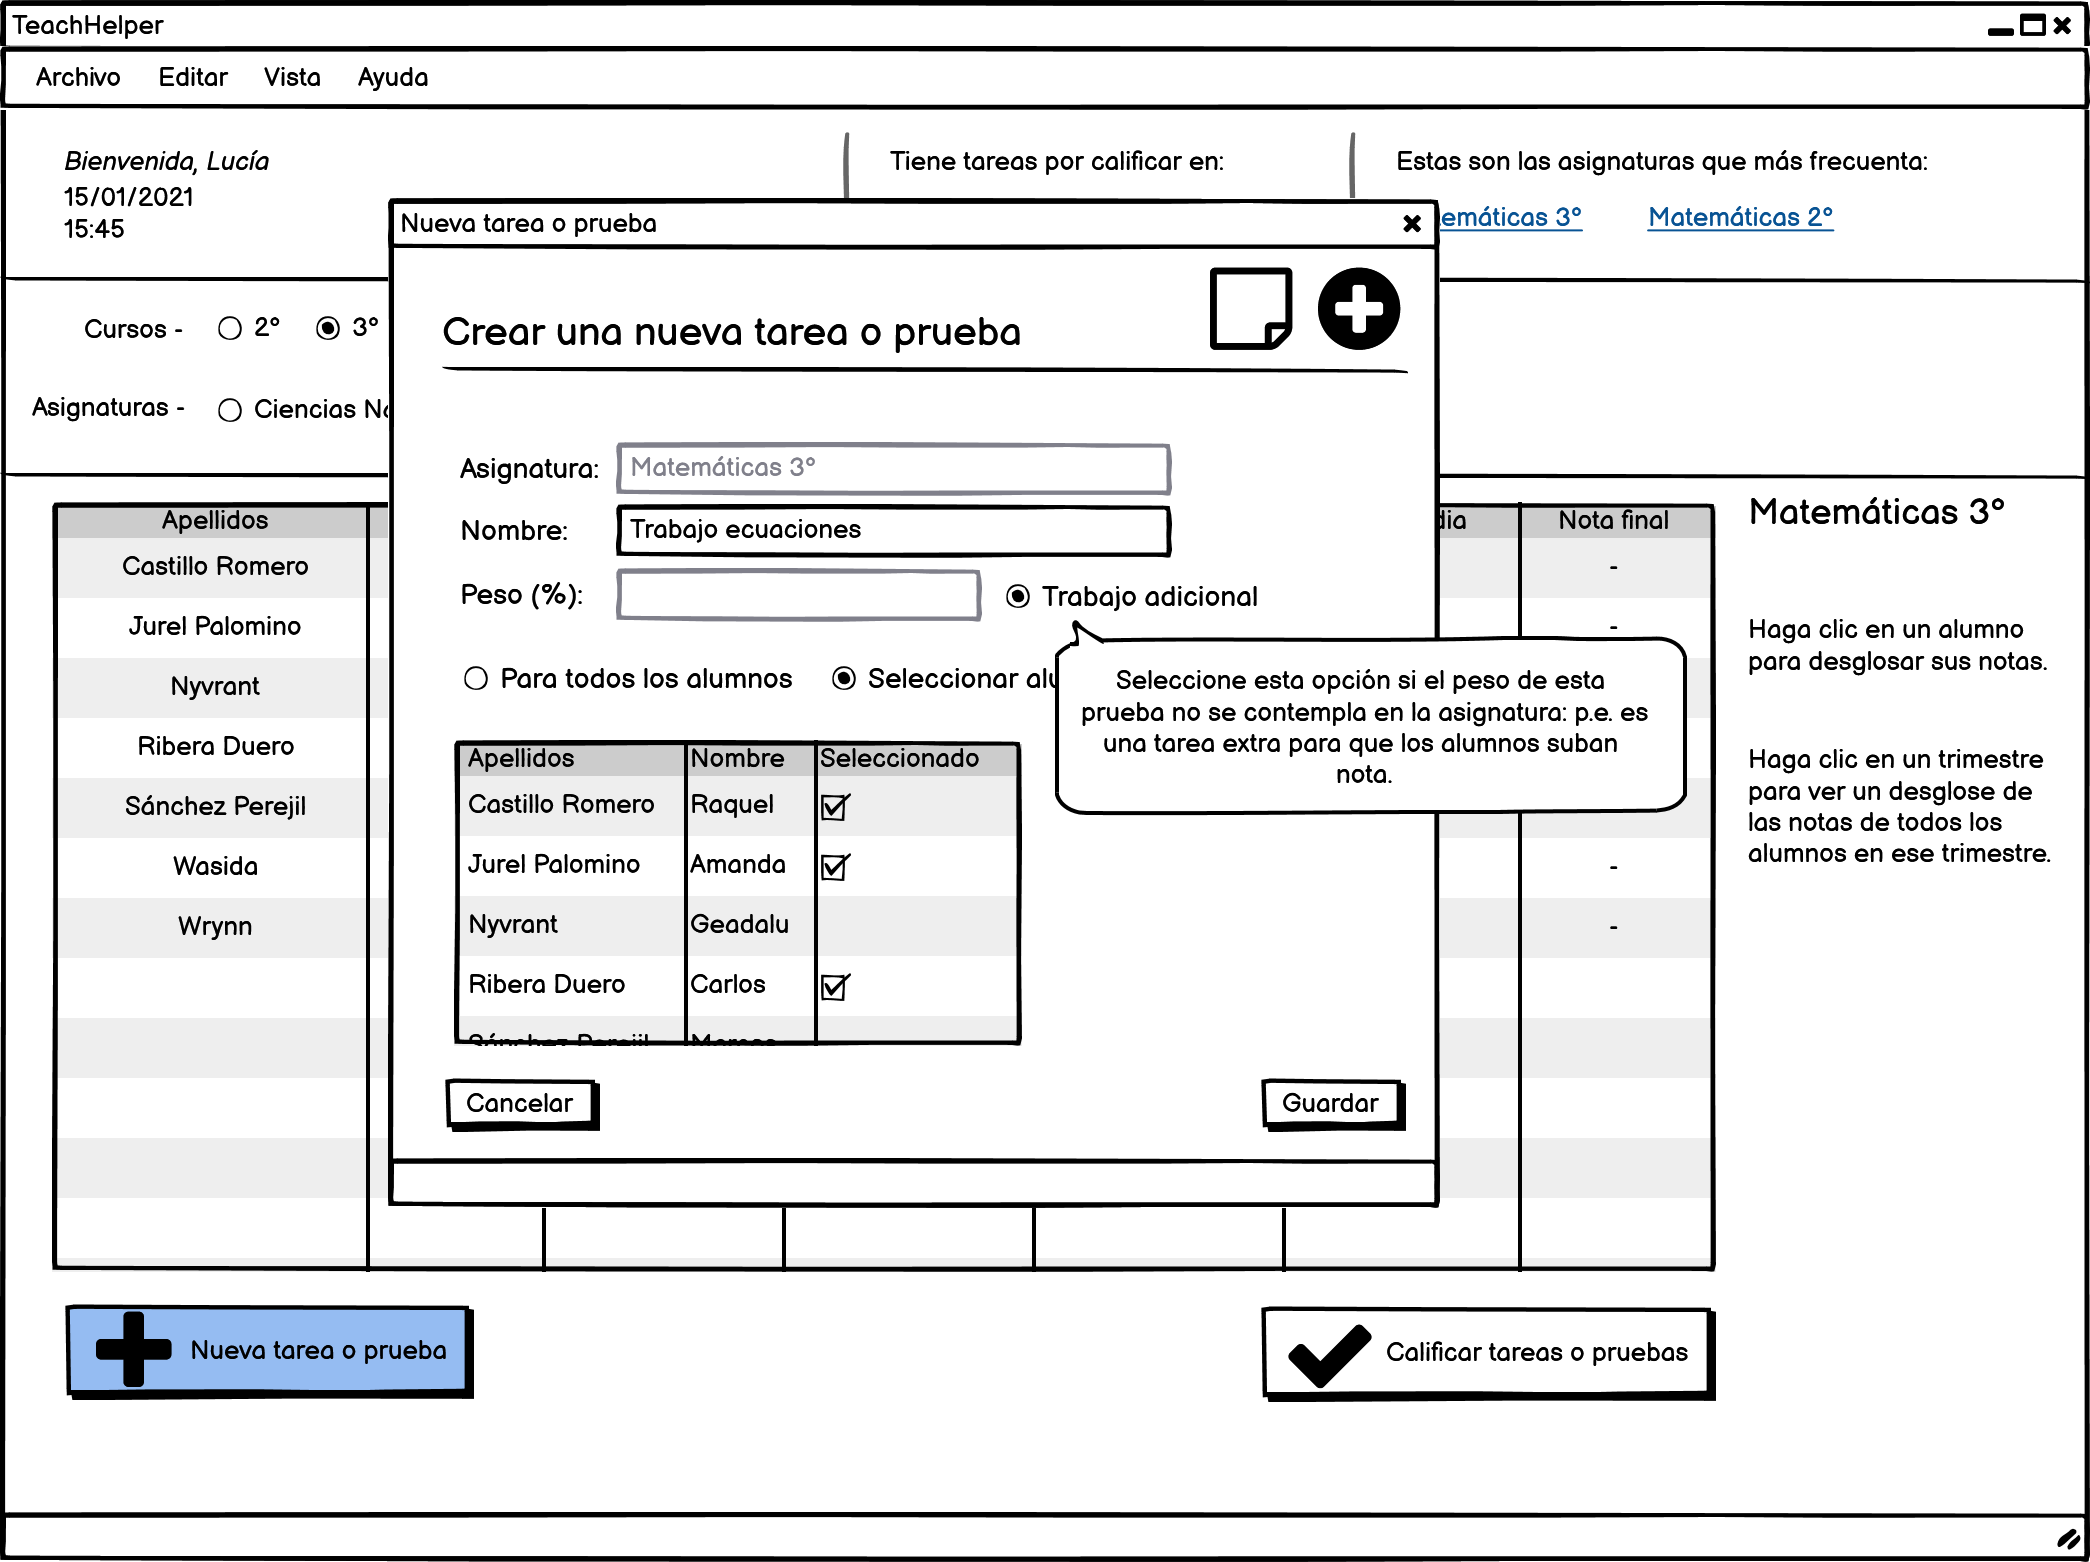 TeachHelper
Archivo Editar Vista Ayuda
Bienvenida, Lucía
15/01/2021
15:45
Tiene tareas por calificar en:
Estas son las asignaturas que más frecuenta:
emáticas 3° Matemáticas 2°
Cursos - 2° 3°
Asignaturas - Ciencias
Nueva tarea o prueba
Crear una nueva tarea o prueba
Asignatura: Matemáticas 3°
Nombre: Trabajo ecuaciones
Peso (%): Trabajo adicional
Para todos los alumnos Seleccionar
Seleccione esta opción si el peso de esta
prueba no se contempla en la asignatura: p.e. es
una tarea extra para que los alumnos suban
nota.
Apellidos Nombre Seleccionado
Castillo Romero Raquel
Jurel Palomino Amanda
Nyvrant Geadalu
Ribera Duero Carlos
Sánchez Perejil
Cancelar Guardar
Apellidos Nota final
Castillo Romero -
Jurel Palomino -
Nyvrant
Ribera Duero
Sánchez Perejil
Wasida -
Wrynn -
Matemáticas 3°
Haga clic en un alumno
para desglosar sus notas.
Haga clic en un trimestre
para ver un desglose de
las notas de todos los
alumnos en ese trimestre.
Nueva tarea o prueba
Calificar tareas o pruebas